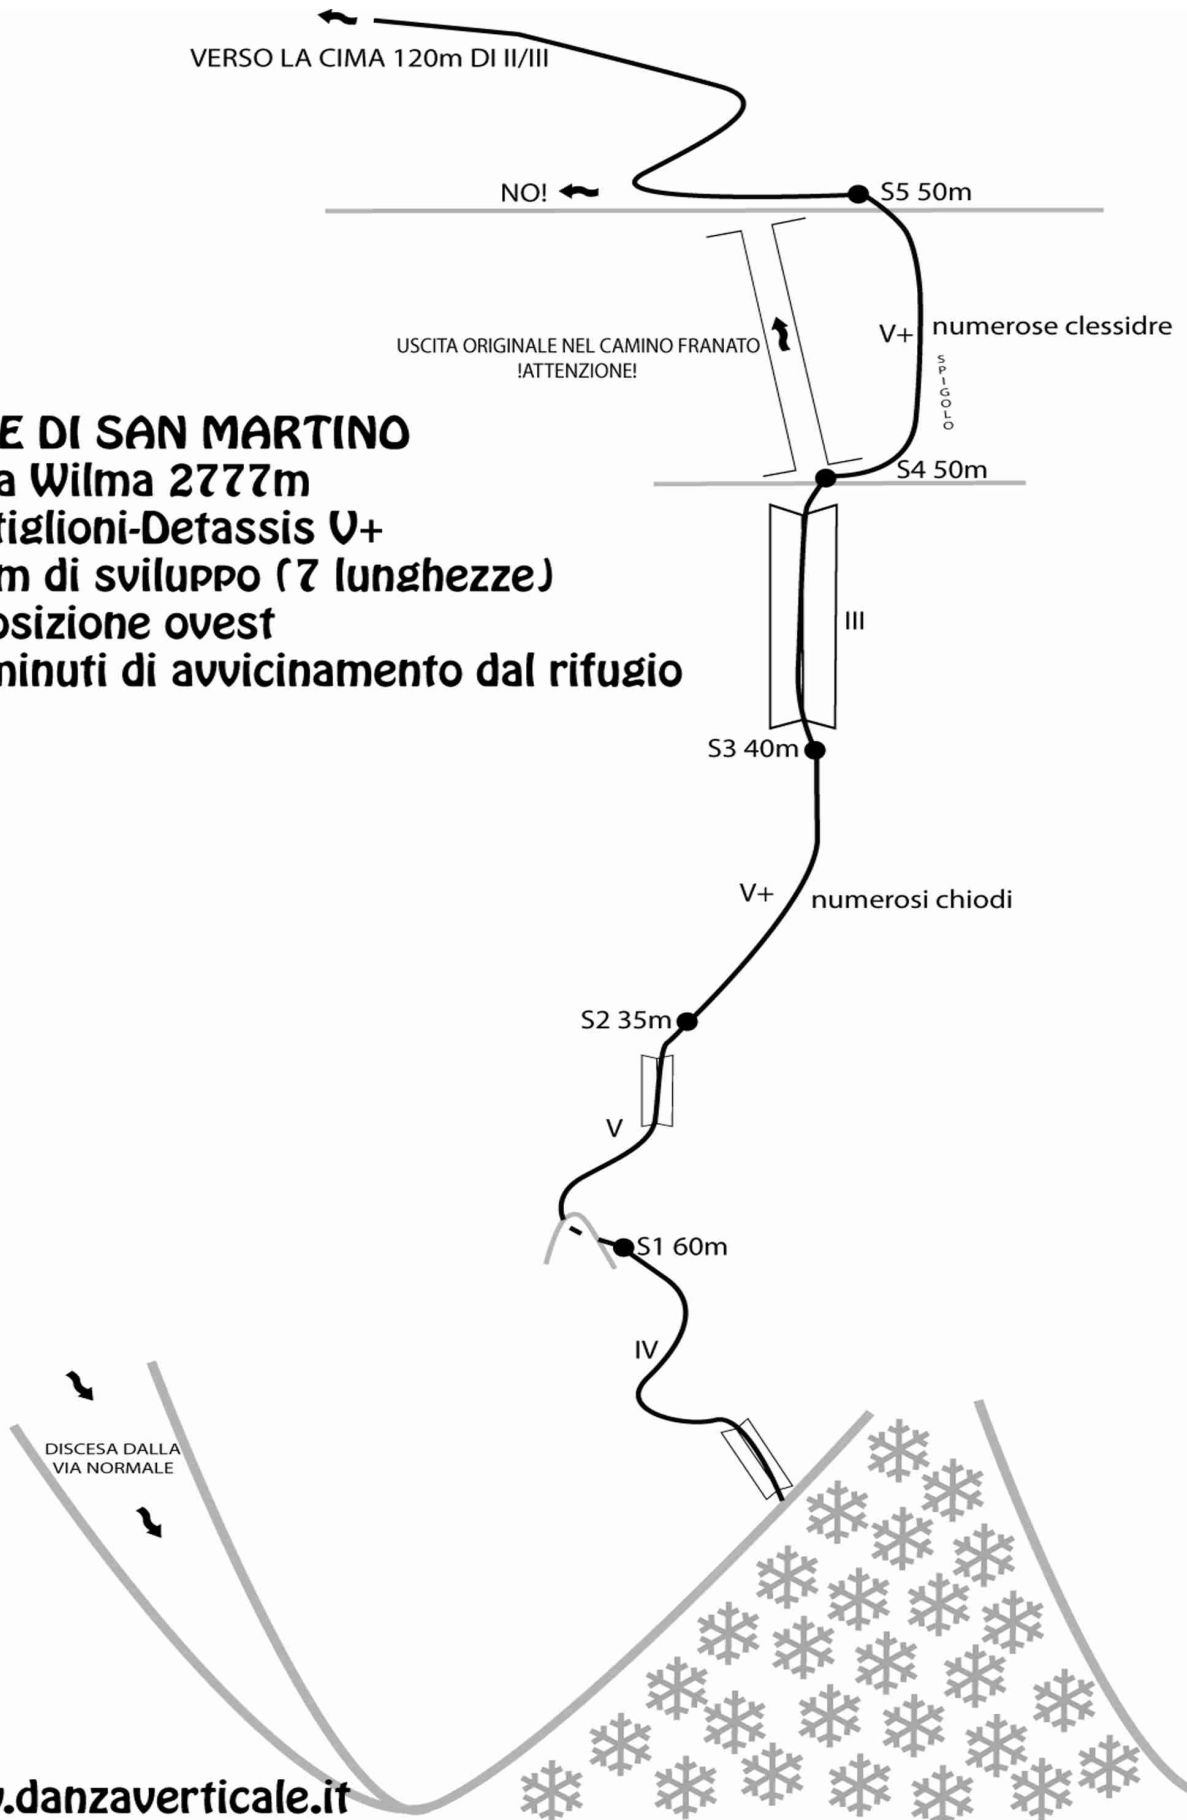 VERSO LA CIMA 120m DI II/III
NO!
S5 50m
V+
numerose clessidre
SPIGOLO
USCITA ORIGINALE NEL CAMINO FRANATO
!ATTENZIONE!
S4 50m
E DI SAN MARTINO
a Wilma 2777m
tiglioni-Detassis V+
m di sviluppo (7 lunghezze)
osizione ovest
minuti di avvicinamento dal rifugio
III
S3 40m
V+
numerosi chiodi
S2 35m
V
S1 60m
IV
DISCESA DALLA
VIA NORMALE
.danzaverticale.it